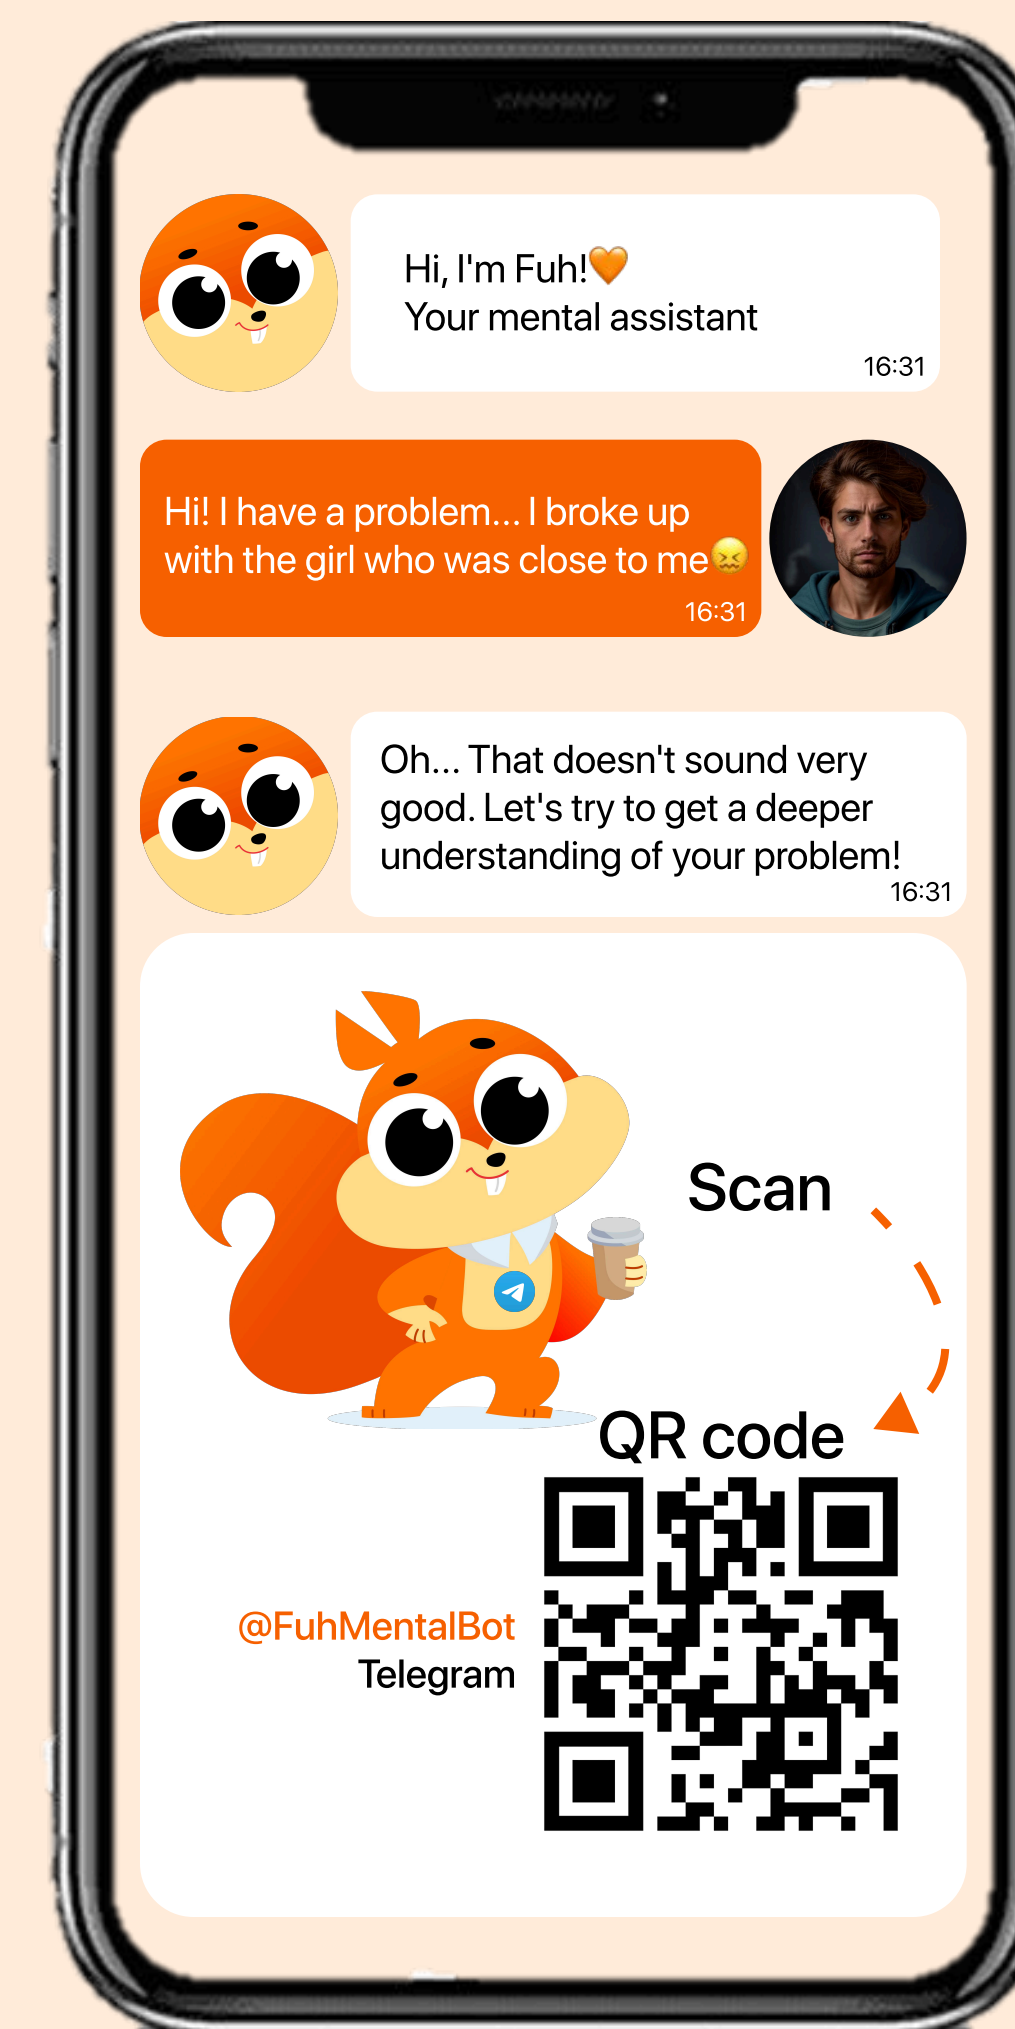 Hi, I'm Fuh!🧡
Your mental assistant
16:31
Hi! I have a problem... I broke up
with the girl who was close to me😖
16:31
Oh... That doesn't sound very
good. Let's try to get a deeper
understanding of your problem!
16:31
Scan
QR code
@FuhMentalBot
Telegram